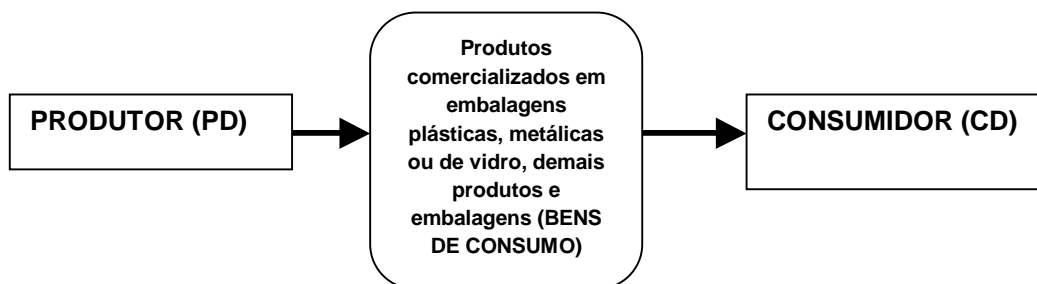 PRODUTOR (PD)
Produtos
comercializados em
embalagens
plásticas, metálicas
ou de vidro, demais
produtos e
embalagens (BENS
DE CONSUMO)
CONSUMIDOR (CD)